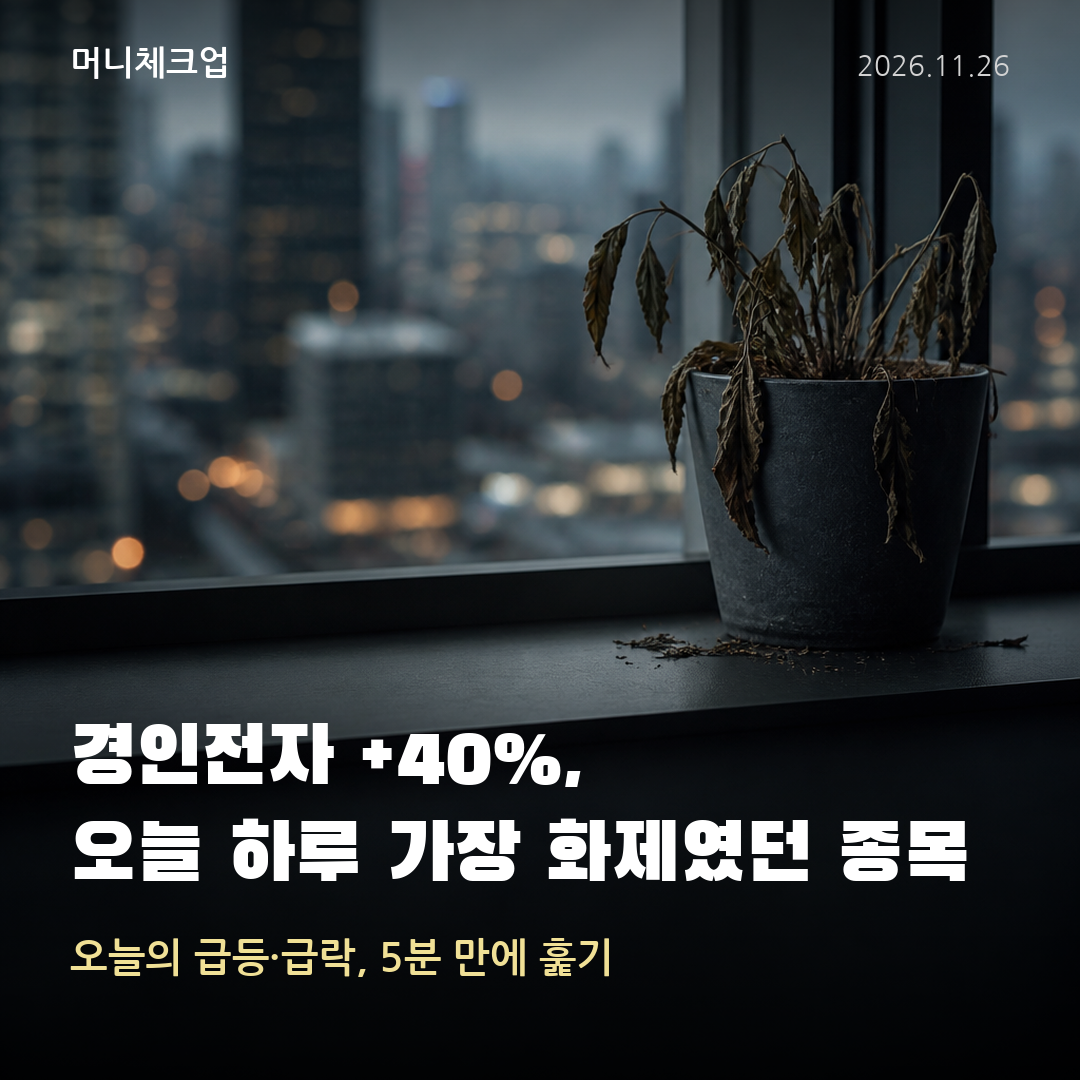 머니체크업
2026.11.26
경인전자 +40%,
오늘 하루 가장 화제였던 종목
오늘의 급등·급락, 5분 만에 훑기